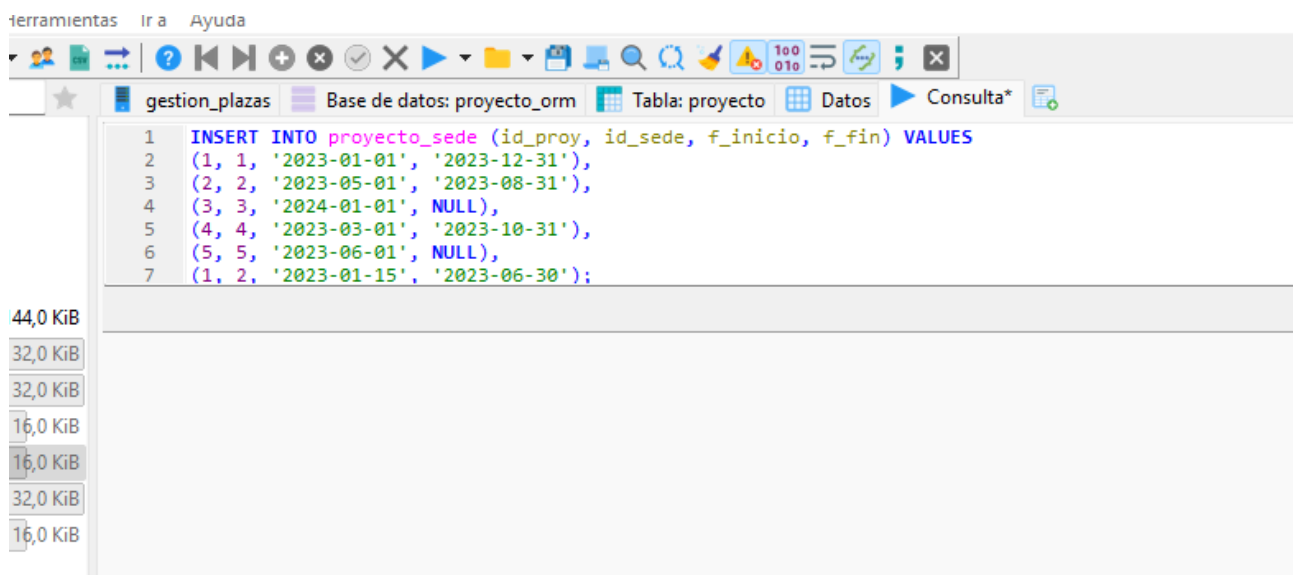 Herramientas Ir a Ayuda
gestion_plazas Base de datos: proyecto_orm Tabla: proyecto Datos Consulta*
1 INSERT INTO proyecto_sede (id_proy, id_sede, f_inicio, f_fin) VALUES
2 (1, 1, '2023-01-01', '2023-12-31'),
3 (2, 2, '2023-05-01', '2023-08-31'),
4 (3, 3, '2024-01-01', NULL),
5 (4, 4, '2023-03-01', '2023-10-31'),
6 (5, 5, '2023-06-01', NULL),
7 (1, 2, '2023-01-15', '2023-06-30');
44,0 KiB
32,0 KiB
32,0 KiB
16,0 KiB
16,0 KiB
32,0 KiB
16,0 KiB